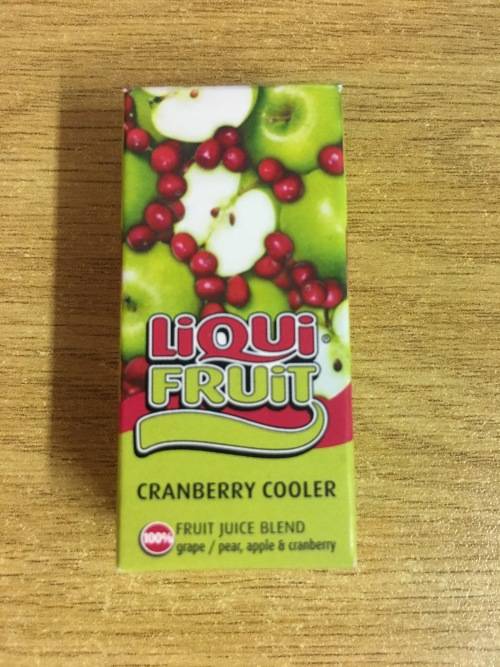 LiQUi®
FRUiT
CRANBERRY COOLER
100%
FRUIT JUICE BLEND
grape / pear, apple & cranberry